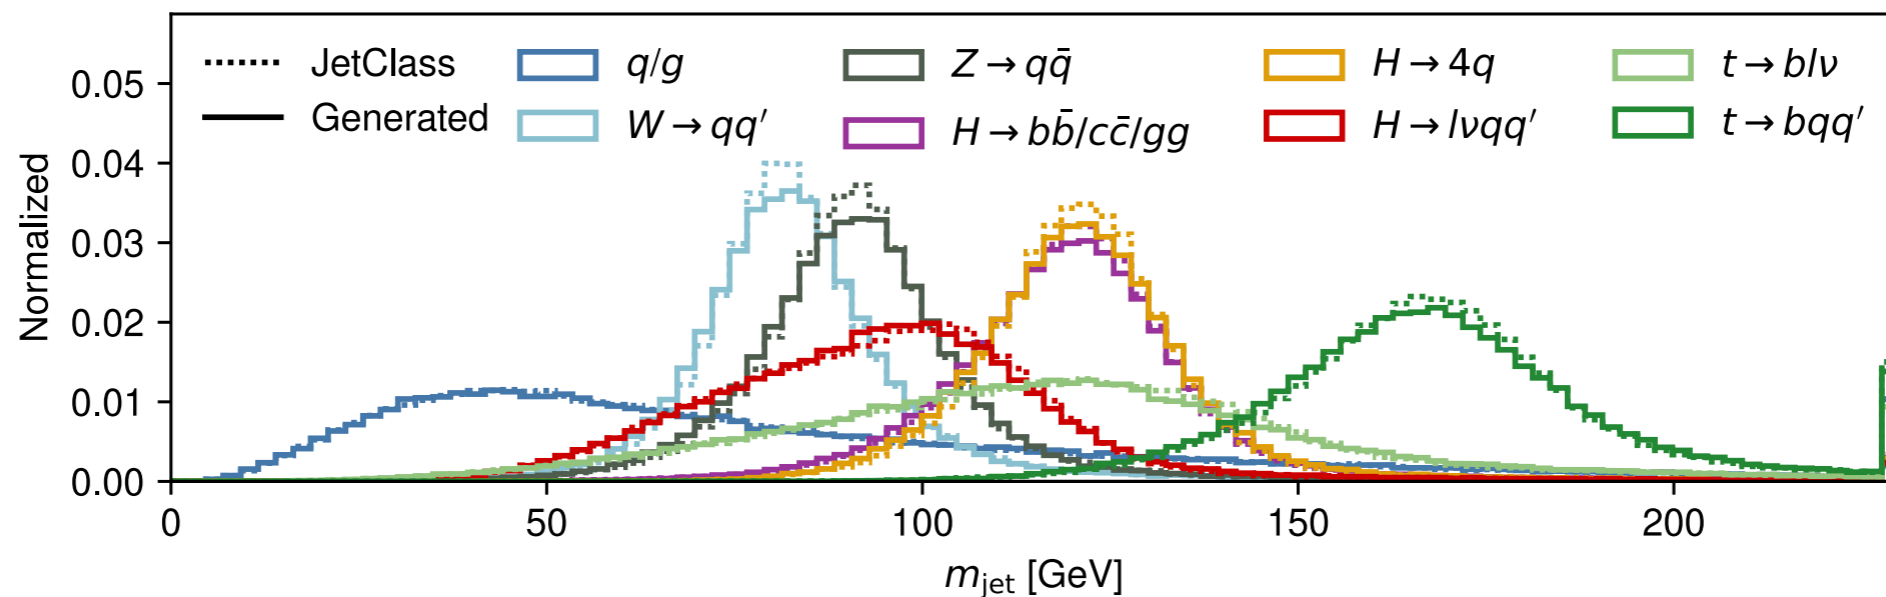 JetClass
Generated
q/g
W → qq′
Z → qq̄
H → bb̄/cc̄/gg
H → 4q
H → lνqq′
t → blν
t → bqq′
Normalized
0.05
0.04
0.03
0.02
0.01
0.00
0
50
100
150
200
m_jet [GeV]